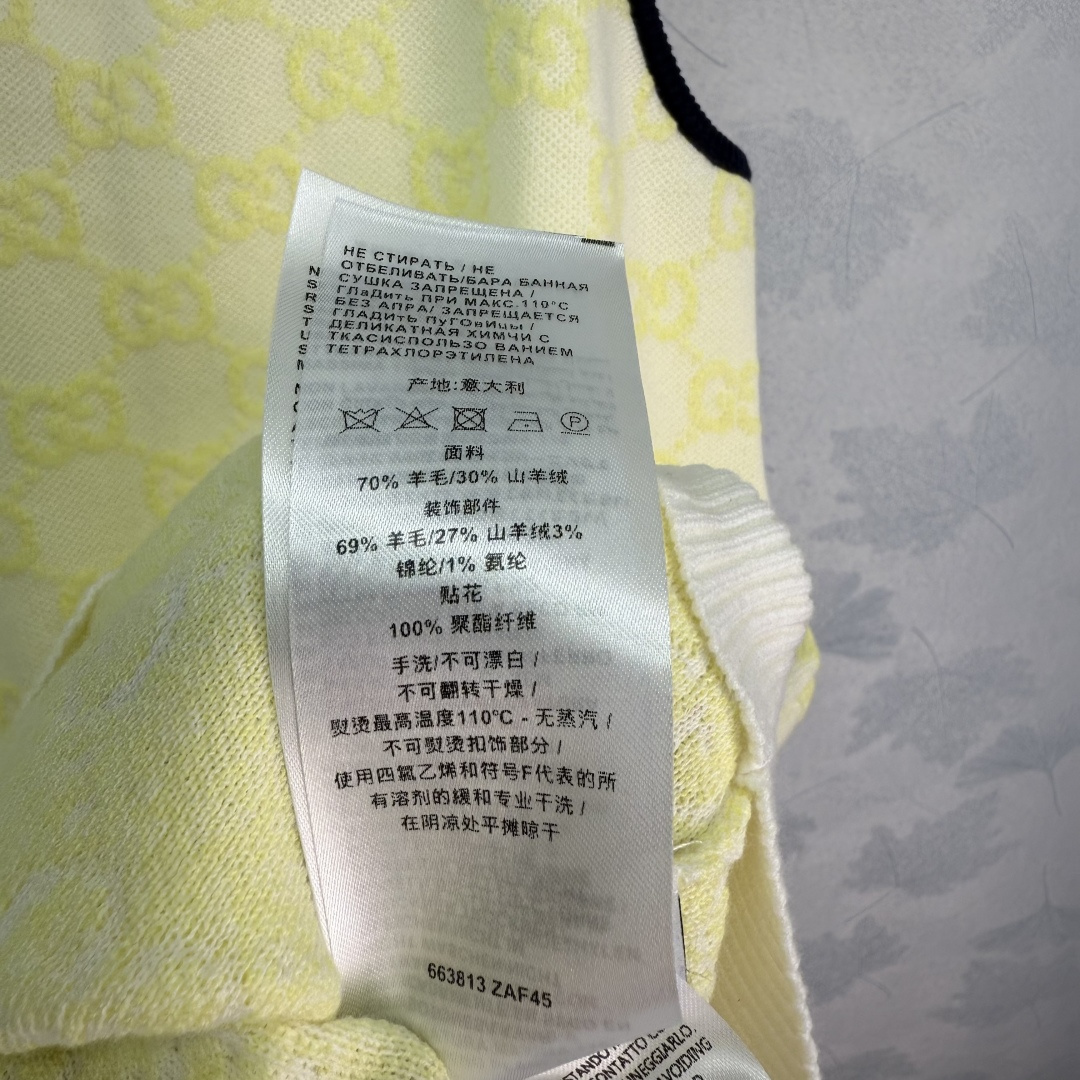 НЕ СТИРАТЬ / НЕ
ОТБЕЛИВАТЬ/БАРА БАННАЯ
СУШКА ЗАПРЕЩЕНА /
ГЛаДить ПРИ МАКС.110°C
БЕЗ АПРА/ ЗАПРЕЩАЕТСЯ
ГЛАДИть ПуГовИцы /
ДЕЛИКАТНАЯ ХИМЧИ С
ТКАСИСПОЛЬЗО ВАНИЕМ
ТЕТРАХЛОРЭТИЛЕНА
产地:意大利
P
面料
70% 羊毛/30% 山羊绒
装饰部件
69% 羊毛/27% 山羊绒3%
锦纶/1% 氨纶
贴花
100% 聚酯纤维
手洗/不可漂白 /
不可翻转干燥 /
熨烫最高温度110°C - 无蒸汽 /
不可熨烫扣饰部分 /
使用四氯乙烯和符号F代表的所
有溶剂的緩和专业干洗 /
在阴凉处平摊晾干
663813 ZAF45